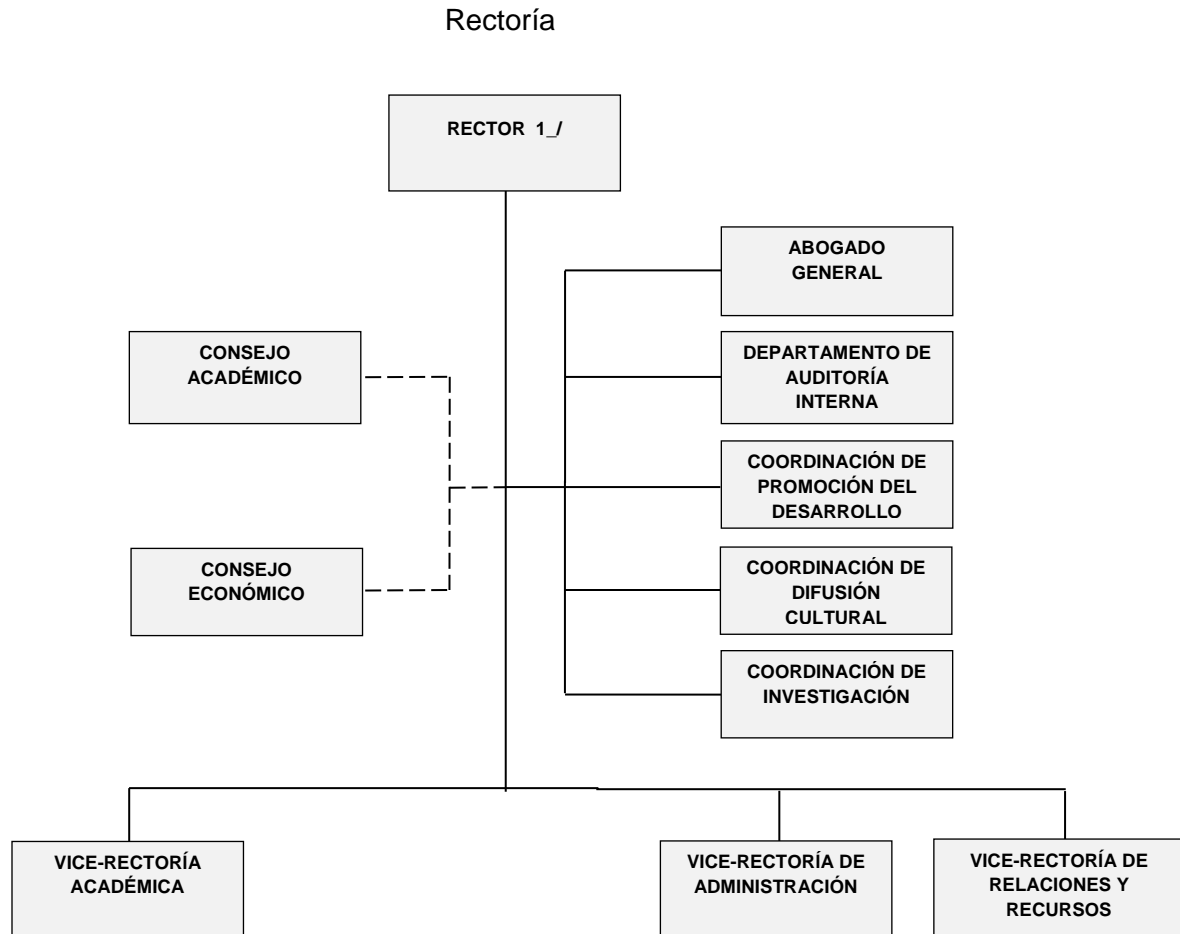 Rectoría
RECTOR 1_/
ABOGADO
GENERAL
CONSEJO
ACADÉMICO
DEPARTAMENTO DE
AUDITORÍA
INTERNA
COORDINACIÓN DE
PROMOCIÓN DEL
DESARROLLO
CONSEJO
ECONÓMICO
COORDINACIÓN DE
DIFUSIÓN
CULTURAL
COORDINACIÓN DE
INVESTIGACIÓN
VICE-RECTORÍA
ACADÉMICA
VICE-RECTORÍA DE
ADMINISTRACIÓN
VICE-RECTORÍA DE
RELACIONES Y
RECURSOS